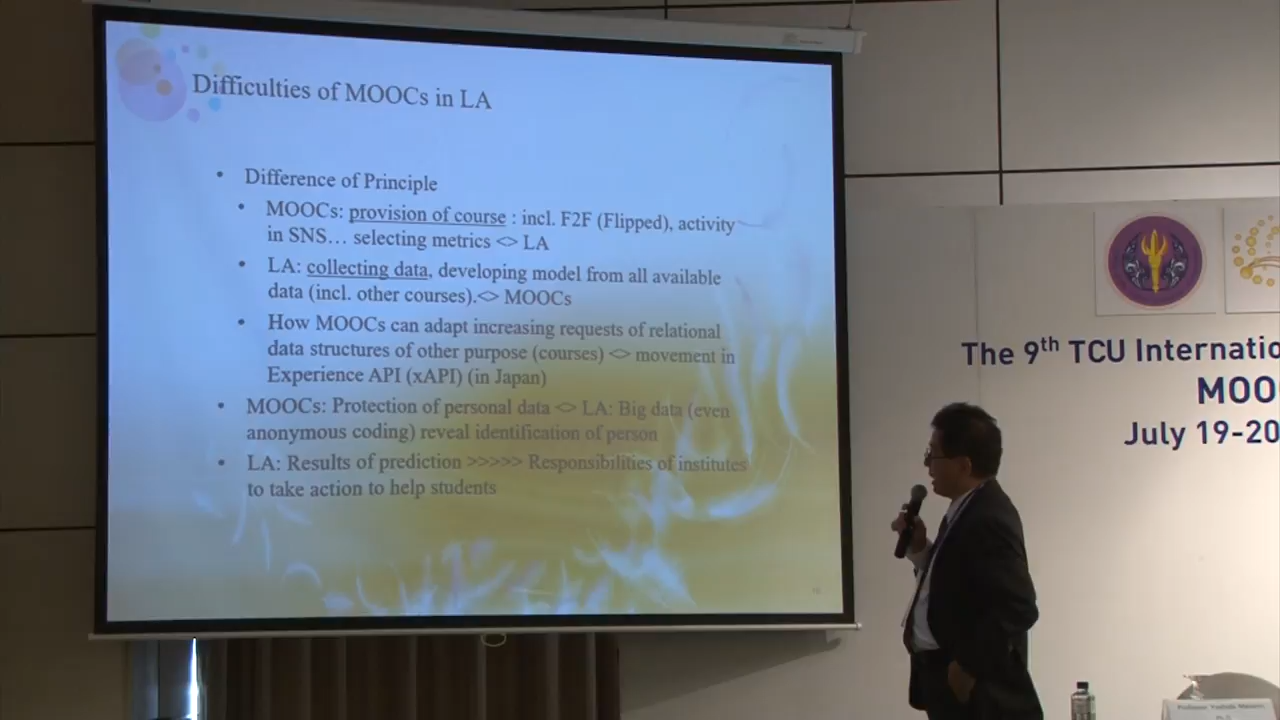 Difficulties of MOOCs in LA
• Difference of Principle
• MOOCs: provision of course : incl. F2F (Flipped), activity
in SNS… selecting metrics <> LA
• LA: collecting data, developing model from all available
data (incl. other courses).<> MOOCs
• How MOOCs can adapt increasing requests of relational
data structures of other purpose (courses) <> movement in
Experience API (xAPI) (in Japan)
• MOOCs: Protection of personal data <> LA: Big data (even
anonymous coding) reveal identification of person
• LA: Results of prediction >>>>> Responsibilities of institutes
to take action to help students
The 9th TCU Internatio
MOO
July 19-20
Professor